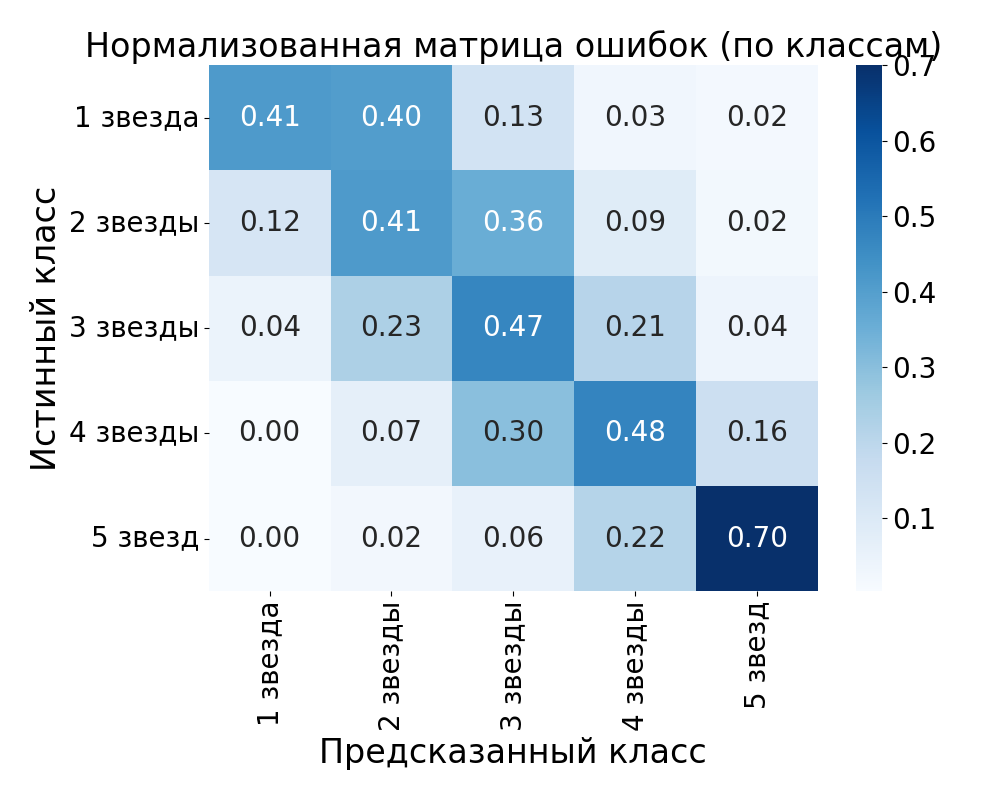 Нормализованная матрица ошибок (по классам)
Истинный класс
1 звезда 0.41 0.40 0.13 0.03 0.02
2 звезды 0.12 0.41 0.36 0.09 0.02
3 звезды 0.04 0.23 0.47 0.21 0.04
4 звезды 0.00 0.07 0.30 0.48 0.16
5 звезд 0.00 0.02 0.06 0.22 0.70
1 звезда
2 звезды
3 звезды
4 звезды
5 звезд
Предсказанный класс
0.7
0.6
0.5
0.4
0.3
0.2
0.1